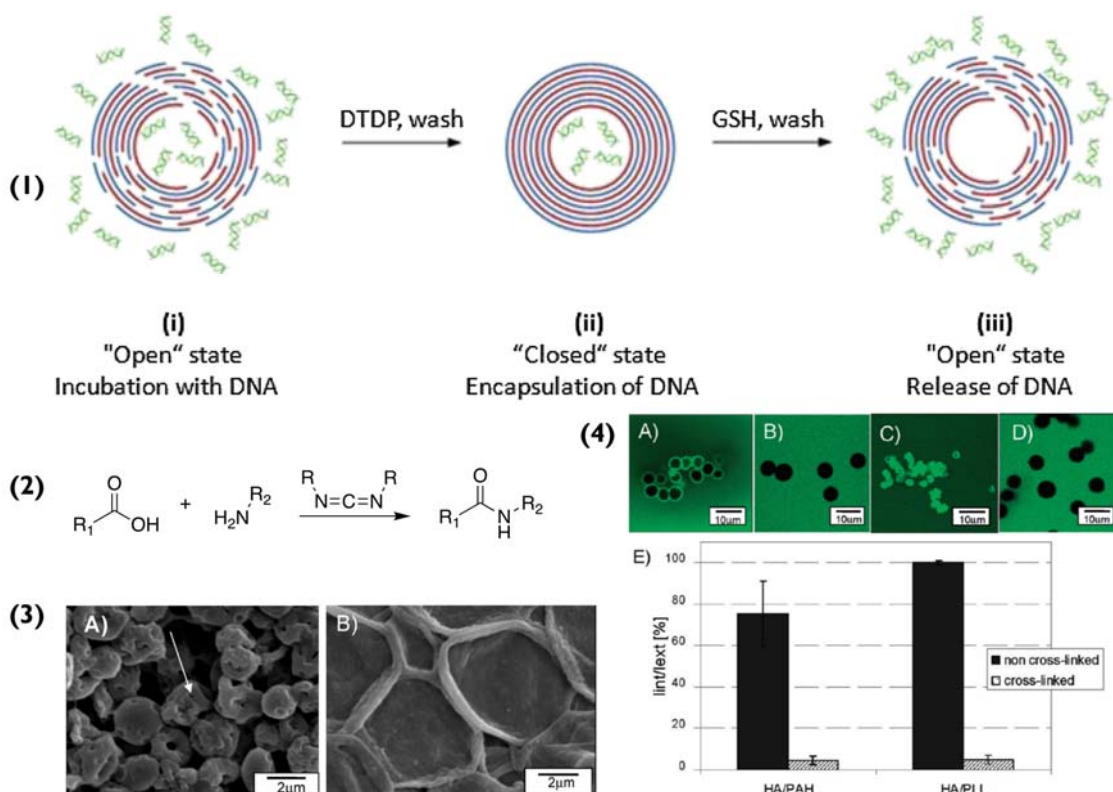 DTDP, wash
GSH, wash
(1)
(i)
(ii)
(iii)
"Open“ state
“Closed” state
"Open“ state
Incubation with DNA
Encapsulation of DNA
Release of DNA
(2)
R₁
O
OH
+
H₂N
R₂
R
N=C=N
R
R₁
O
N
H
R₂
(3)
A)
2µm
B)
2µm
(4)
A)
10µm
B)
10µm
C)
10µm
D)
10µm
E)
100
80
60
40
20
0
Iint/Iext [%]
non cross-linked
cross-linked
HA/PAH
HA/PLL